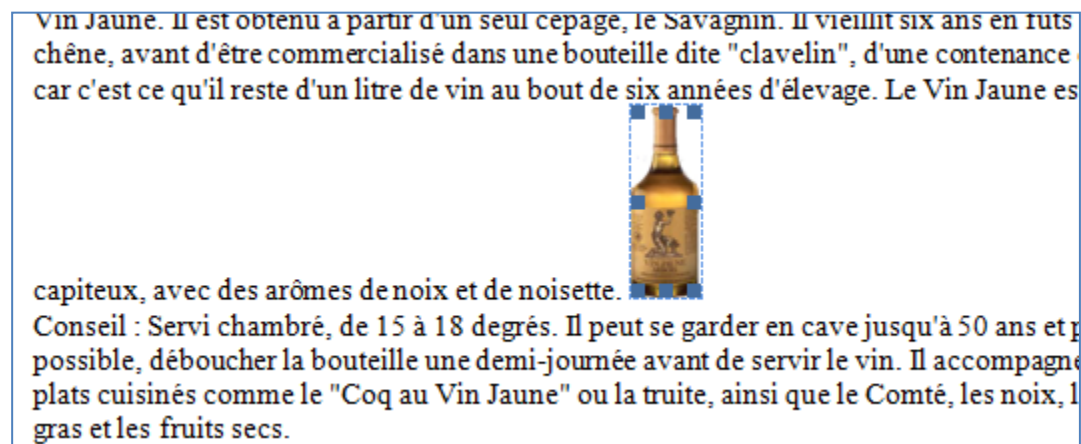 Vin Jaune. Il est obtenu à partir d'un seul cépage, le Savagnin. Il vieillit six ans en fûts
chêne, avant d'être commercialisé dans une bouteille dite "clavelin", d'une contenance
car c'est ce qu'il reste d'un litre de vin au bout de six années d'élevage. Le Vin Jaune es
capiteux, avec des arômes de noix et de noisette.
Conseil : Servi chambré, de 15 à 18 degrés. Il peut se garder en cave jusqu'à 50 ans et p
possible, déboucher la bouteille une demi-journée avant de servir le vin. Il accompagne
plats cuisinés comme le "Coq au Vin Jaune" ou la truite, ainsi que le Comté, les noix, l
gras et les fruits secs.